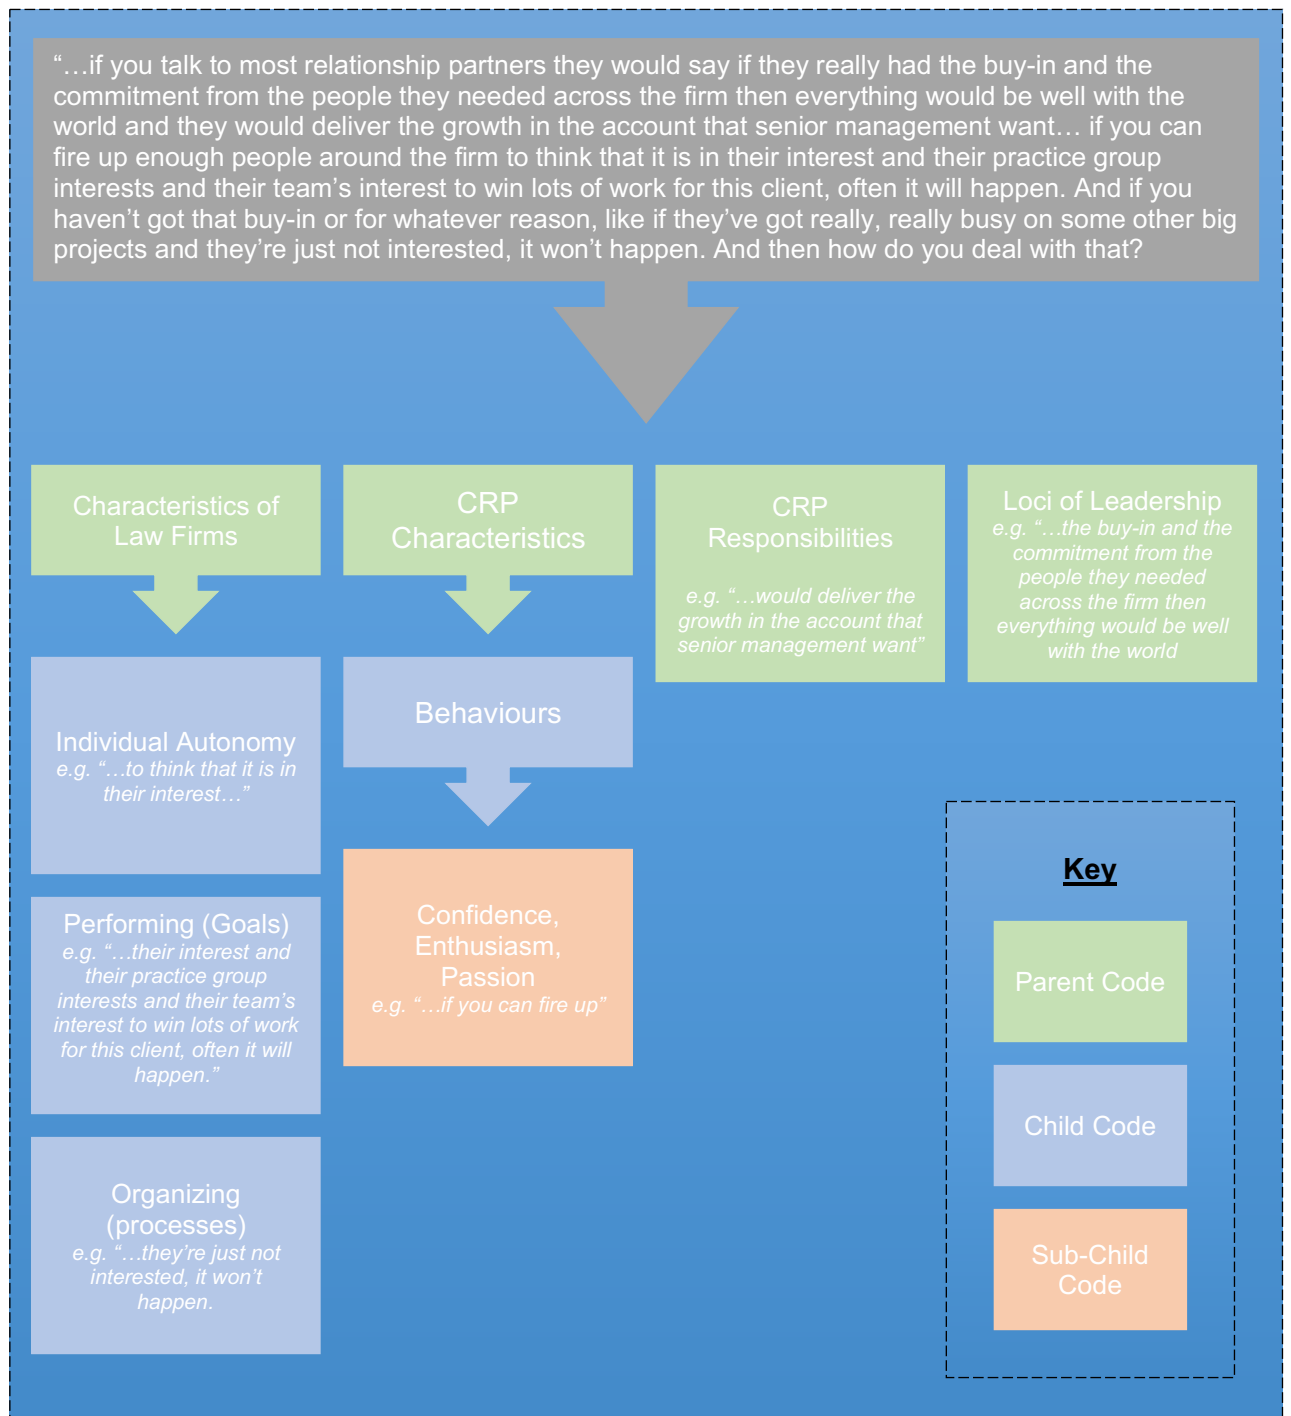 “…if you talk to most relationship partners they would say if they really had the buy-in and the
commitment from the people they needed across the firm then everything would be well with the
world and they would deliver the growth in the account that senior management want… if you can
fire up enough people around the firm to think that it is in their interest and their practice group
interests and their team’s interest to win lots of work for this client, often it will happen. And if you
haven’t got that buy-in or for whatever reason, like if they’ve got really, really busy on some other big
projects and they’re just not interested, it won’t happen. And then how do you deal with that?
Characteristics of
Law Firms
Individual Autonomy
e.g. “…to think that it is in
their interest…”
Performing (Goals)
e.g. “…their interest and
their practice group
interests and their team’s
interest to win lots of work
for this client, often it will
happen.”
Organizing
(processes)
e.g. “…they’re just not
interested, it won’t
happen.
CRP
Characteristics
Behaviours
Confidence,
Enthusiasm,
Passion
e.g. “…if you can fire up”
CRP
Responsibilities
e.g. “…would deliver the
growth in the account that
senior management want”
Loci of Leadership
e.g. “…the buy-in and the
commitment from the
people they needed
across the firm then
everything would be well
with the world
Key
Parent Code
Child Code
Sub-Child
Code